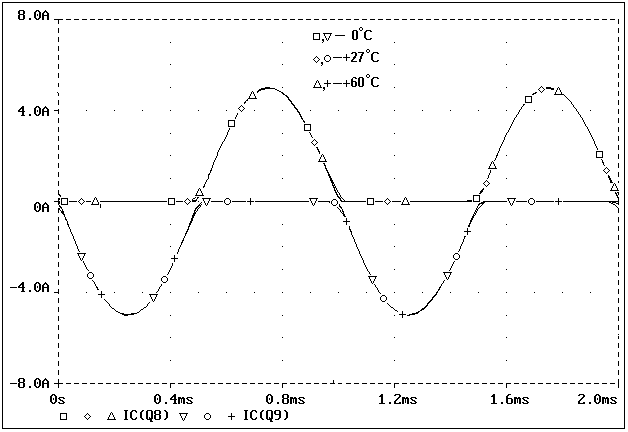 8.0A
□,▽— 0°C
◇,○—+27°C
△,+—+60°C
4.0A
0A
-4.0A
-8.0A
0s 0.4ms 0.8ms 1.2ms 1.6ms 2.0ms
□ ◇ △ IC(Q8) ▽ ○ + IC(Q9)